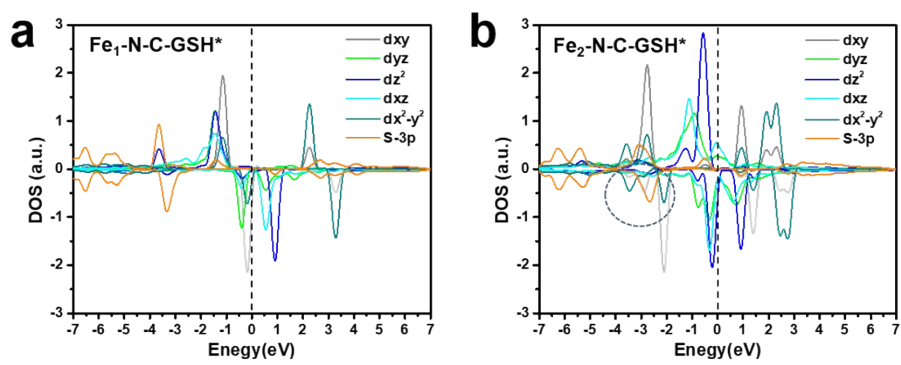 a
Fe₁-N-C-GSH*
dxy
dyz
dz²
dxz
dx²-y²
S-3p
DOS (a.u.)
3
2
1
0
-1
-2
-3
-7 -6 -5 -4 -3 -2 -1 0 1 2 3 4 5 6 7
Enegy(eV)
b
Fe₂-N-C-GSH*
dxy
dyz
dz²
dxz
dx²-y²
S-3p
DOS (a.u.)
3
2
1
0
-1
-2
-3
-7 -6 -5 -4 -3 -2 -1 0 1 2 3 4 5 6 7
Enegy(eV)